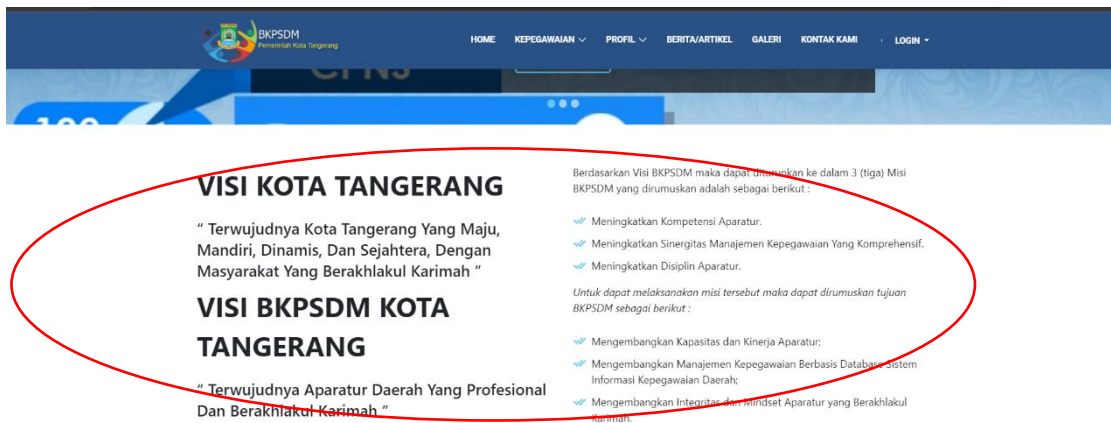 BKPSDM
Pemerintah Kota Tangerang
HOME KEPEGAWAIAN PROFIL BERITA/ARTIKEL GALERI KONTAK KAMI LOGIN
CPNS
100
VISI KOTA TANGERANG
“ Terwujudnya Kota Tangerang Yang Maju,
Mandiri, Dinamis, Dan Sejahtera, Dengan
Masyarakat Yang Berakhlakul Karimah ”
VISI BKPSDM KOTA
TANGERANG
“ Terwujudnya Aparatur Daerah Yang Profesional
Dan Berakhlakul Karimah ”
Berdasarkan Visi BKPSDM maka dapat diturunkan ke dalam 3 (tiga) Misi
BKPSDM yang dirumuskan adalah sebagai berikut :
Meningkatkan Kompetensi Aparatur.
Meningkatkan Sinergitas Manajemen Kepegawaian Yang Komprehensif.
Meningkatkan Disiplin Aparatur.
Untuk dapat melaksanakan misi tersebut maka dapat dirumuskan tujuan
BKPSDM sebagai berikut :
Mengembangkan Kapasitas dan Kinerja Aparatur;
Mengembangkan Manajemen Kepegawaian Berbasis Database Sistem
Informasi Kepegawaian Daerah;
Mengembangkan Integritas dan Mindset Aparatur yang Berakhlakul
Karimah.